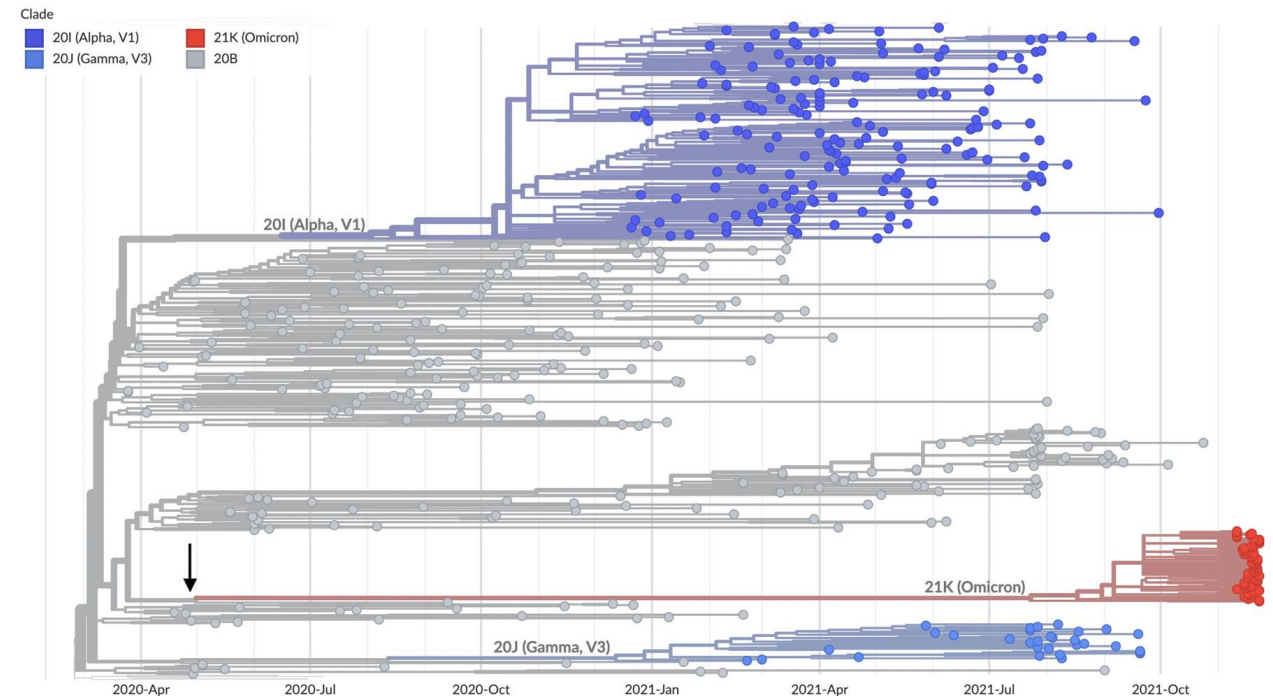 Clade
20I (Alpha, V1) 21K (Omicron)
20J (Gamma, V3) 20B
20I (Alpha, V1)
21K (Omicron)
20J (Gamma, V3)
2020-Apr 2020-Jul 2020-Oct 2021-Jan 2021-Apr 2021-Jul 2021-Oct